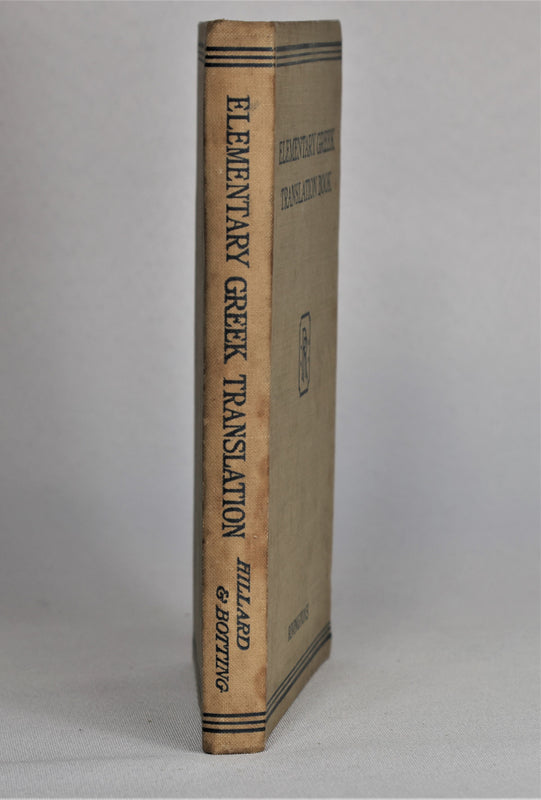 ELEMENTARY GREEK TRANSLATION
HILLARD
& BOTTING
ELEMENTARY GREEK
TRANSLATION BOOK
RIVINGTONS